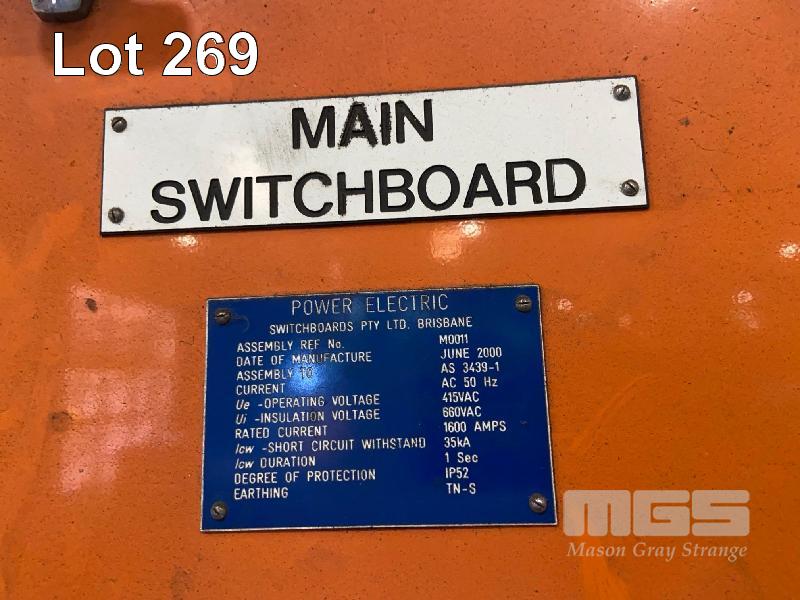 Lot 269
MAIN
SWITCHBOARD
POWER ELECTRIC
SWITCHBOARDS PTY LTD. BRISBANE
ASSEMBLY REF No. M0011
DATE OF MANUFACTURE JUNE 2000
ASSEMBLY TO AS 3439-1
CURRENT AC 50 Hz
Ue -OPERATING VOLTAGE 415VAC
Ui -INSULATION VOLTAGE 660VAC
RATED CURRENT 1600 AMPS
Icw -SHORT CIRCUIT WITHSTAND 35kA
Icw DURATION 1 Sec
DEGREE OF PROTECTION IP52
EARTHING TN-S
MGS
Mason Gray Strange